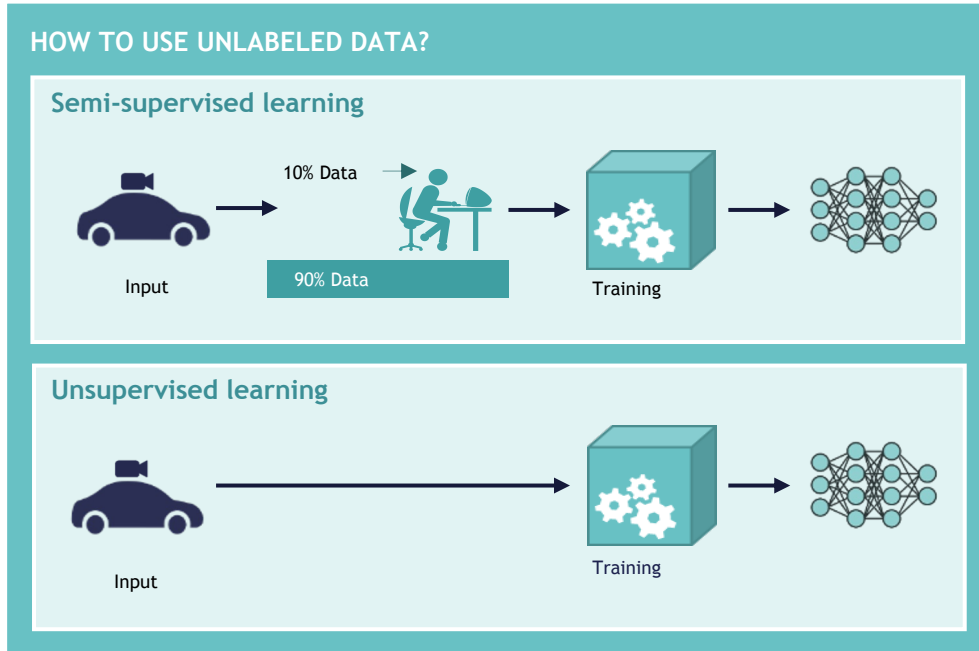 HOW TO USE UNLABELED DATA?
Semi-supervised learning
10% Data
90% Data
Input
Training
Unsupervised learning
Input
Training